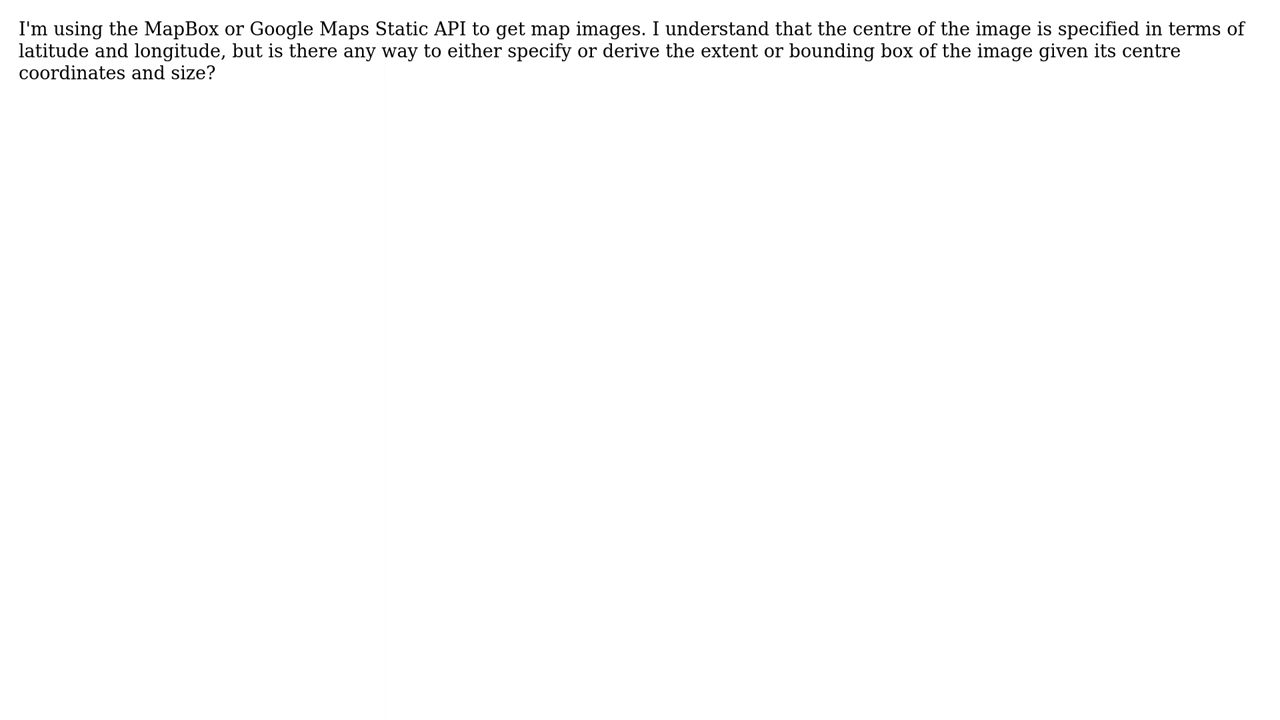 I'm using the MapBox or Google Maps Static API to get map images. I understand that the centre of the image is specified in terms of
latitude and longitude, but is there any way to either specify or derive the extent or bounding box of the image given its centre
coordinates and size?